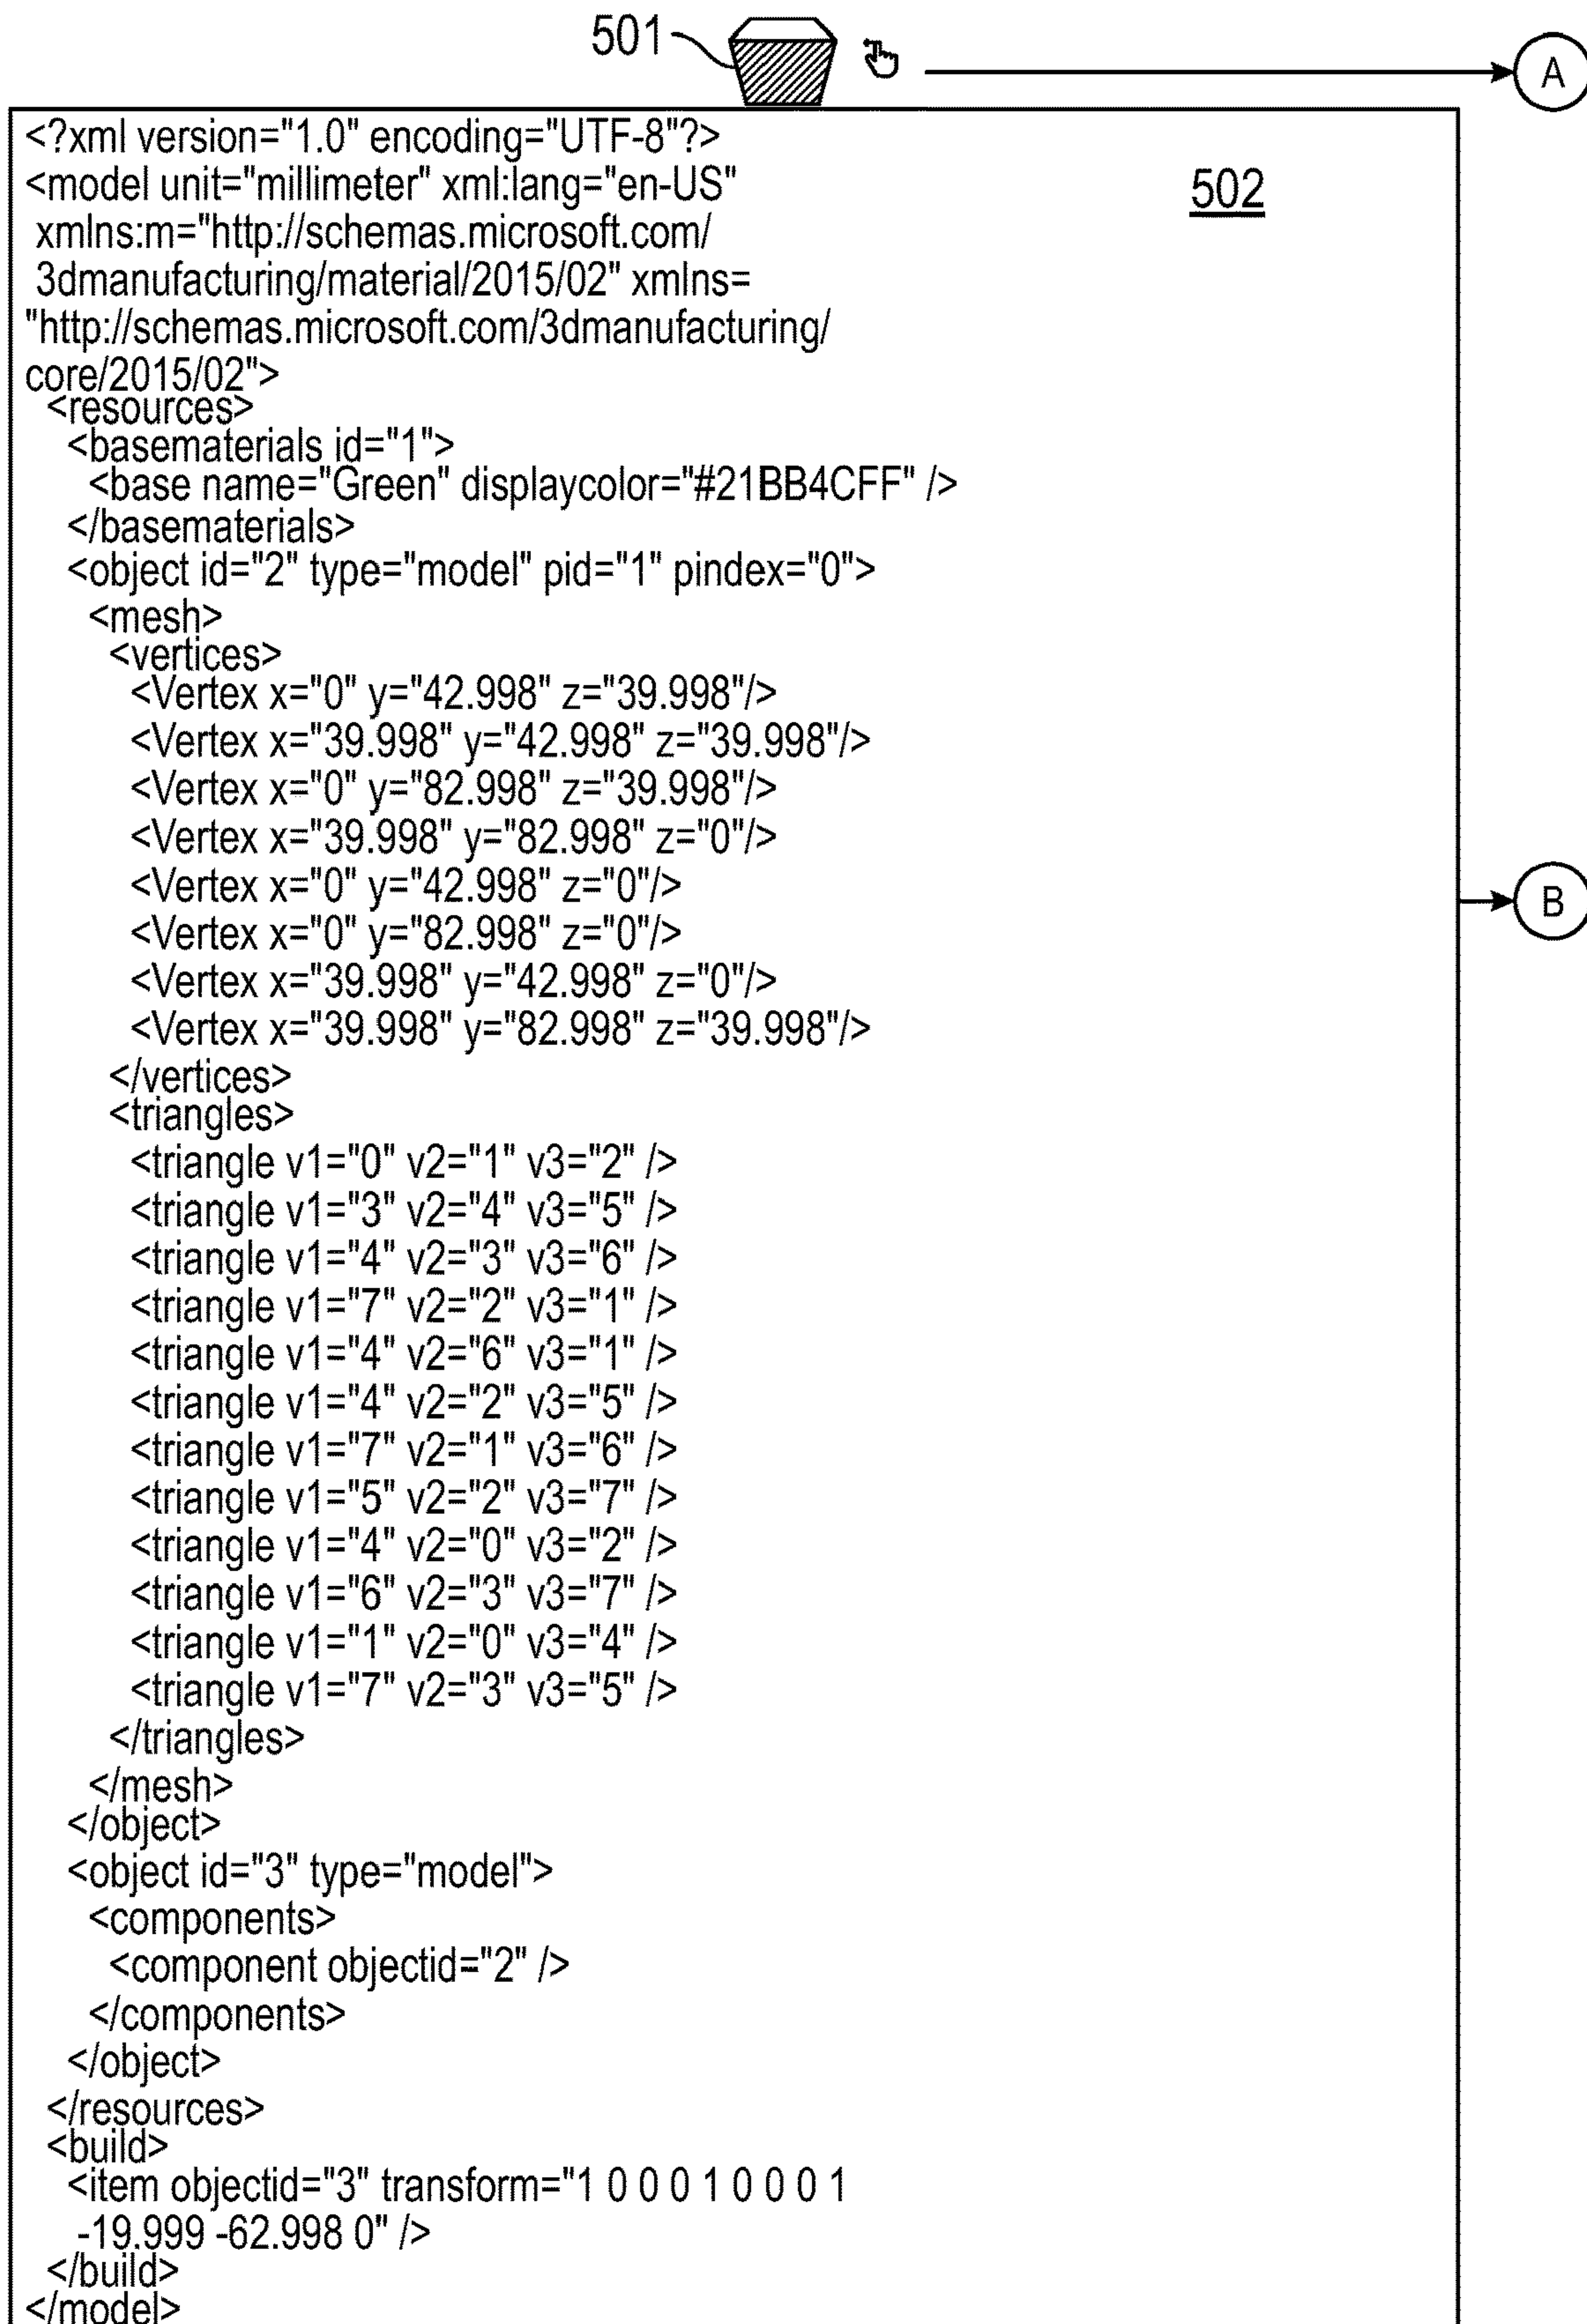 501
A
<?xml version="1.0" encoding="UTF-8"?>
<model unit="millimeter" xml:lang="en-US"
502
xmlns:m="http://schemas.microsoft.com/
3dmanufacturing/material/2015/02" xmlns=
"http://schemas.microsoft.com/3dmanufacturing/
core/2015/02">
<resources>
<basematerials id="1">
<base name="Green" displaycolor="#21BB4CFF" />
</basematerials>
<object id="2" type="model" pid="1" pindex="0">
<mesh>
<vertices>
<Vertex x="0" y="42.998" z="39.998"/>
<Vertex x="39.998" y="42.998" z="39.998"/>
<Vertex x="0" y="82.998" z="39.998"/>
<Vertex x="39.998" y="82.998" z="0"/>
<Vertex x="0" y="42.998" z="0"/>
B
<Vertex x="0" y="82.998" z="0"/>
<Vertex x="39.998" y="42.998" z="0"/>
<Vertex x="39.998" y="82.998" z="39.998"/>
</vertices>
<triangles>
<triangle v1="0" v2="1" v3="2" />
<triangle v1="3" v2="4" v3="5" />
<triangle v1="4" v2="3" v3="6" />
<triangle v1="7" v2="2" v3="1" />
<triangle v1="4" v2="6" v3="1" />
<triangle v1="4" v2="2" v3="5" />
<triangle v1="7" v2="1" v3="6" />
<triangle v1="5" v2="2" v3="7" />
<triangle v1="4" v2="0" v3="2" />
<triangle v1="6" v2="3" v3="7" />
<triangle v1="1" v2="0" v3="4" />
<triangle v1="7" v2="3" v3="5" />
</triangles>
</mesh>
</object>
<object id="3" type="model">
<components>
<component objectid="2" />
</components>
</object>
</resources>
<build>
<item objectid="3" transform="1 0 0 0 1 0 0 0 1
-19.999 -62.998 0" />
</build>
</model>